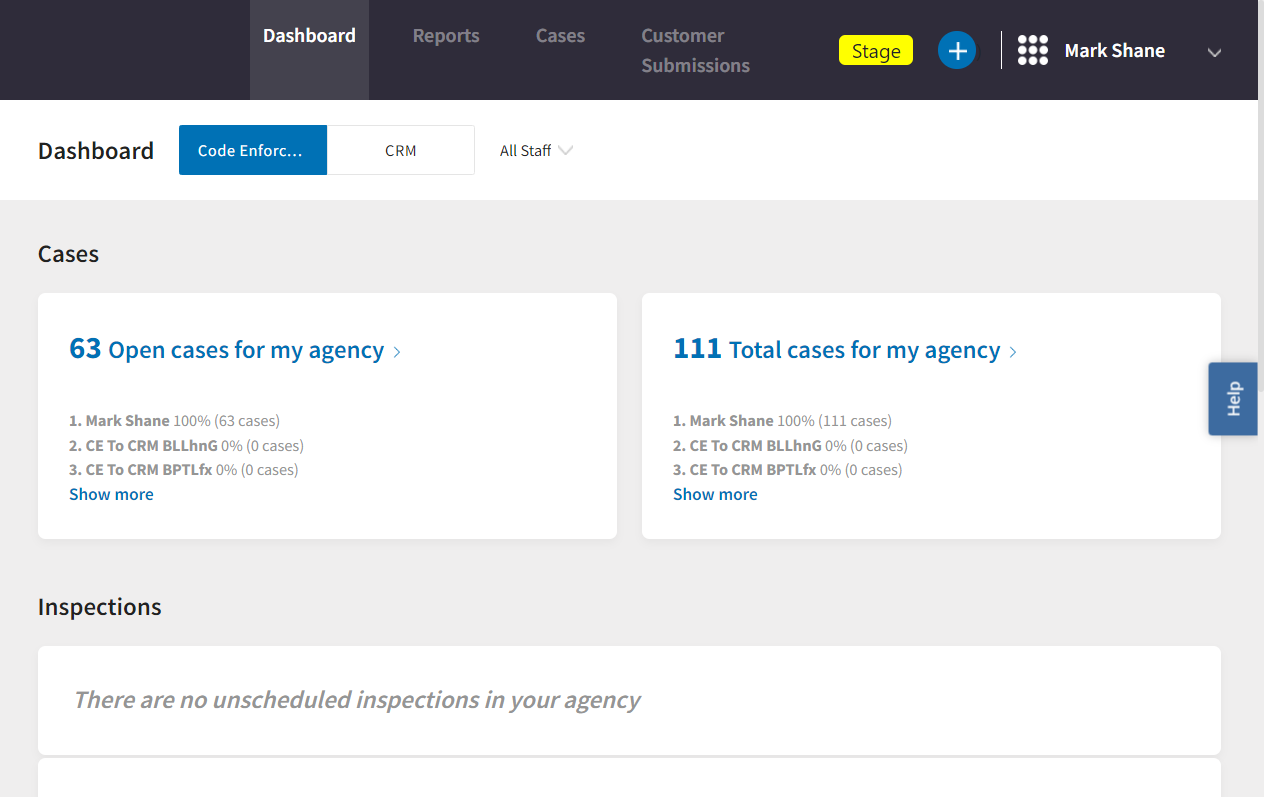 Dashboard
Reports
Cases
Customer
Submissions
Stage
Mark Shane
Dashboard
Code Enforc...
CRM
All Staff
Cases
63 Open cases for my agency
1. Mark Shane 100% (63 cases)
2. CE To CRM BLLhnG 0% (0 cases)
3. CE To CRM BPTLfx 0% (0 cases)
Show more
111 Total cases for my agency
1. Mark Shane 100% (111 cases)
2. CE To CRM BLLhnG 0% (0 cases)
3. CE To CRM BPTLfx 0% (0 cases)
Show more
Help
Inspections
There are no unscheduled inspections in your agency